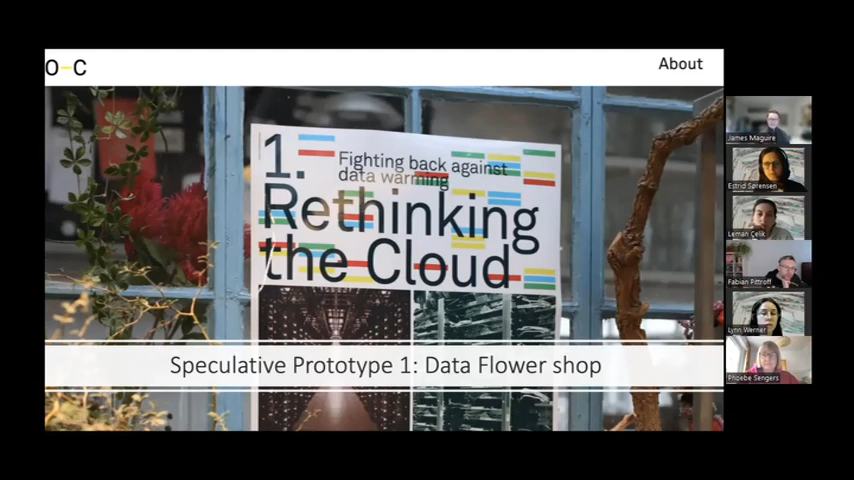 O–C
About
1.
Fighting back against
data warming
Rethinking
the Cloud
Speculative Prototype 1: Data Flower shop
James Maguire
Estrid Sørensen
Leman Çelik
Fabian Pittroff
Lynn Werner
Phoebe Sengers